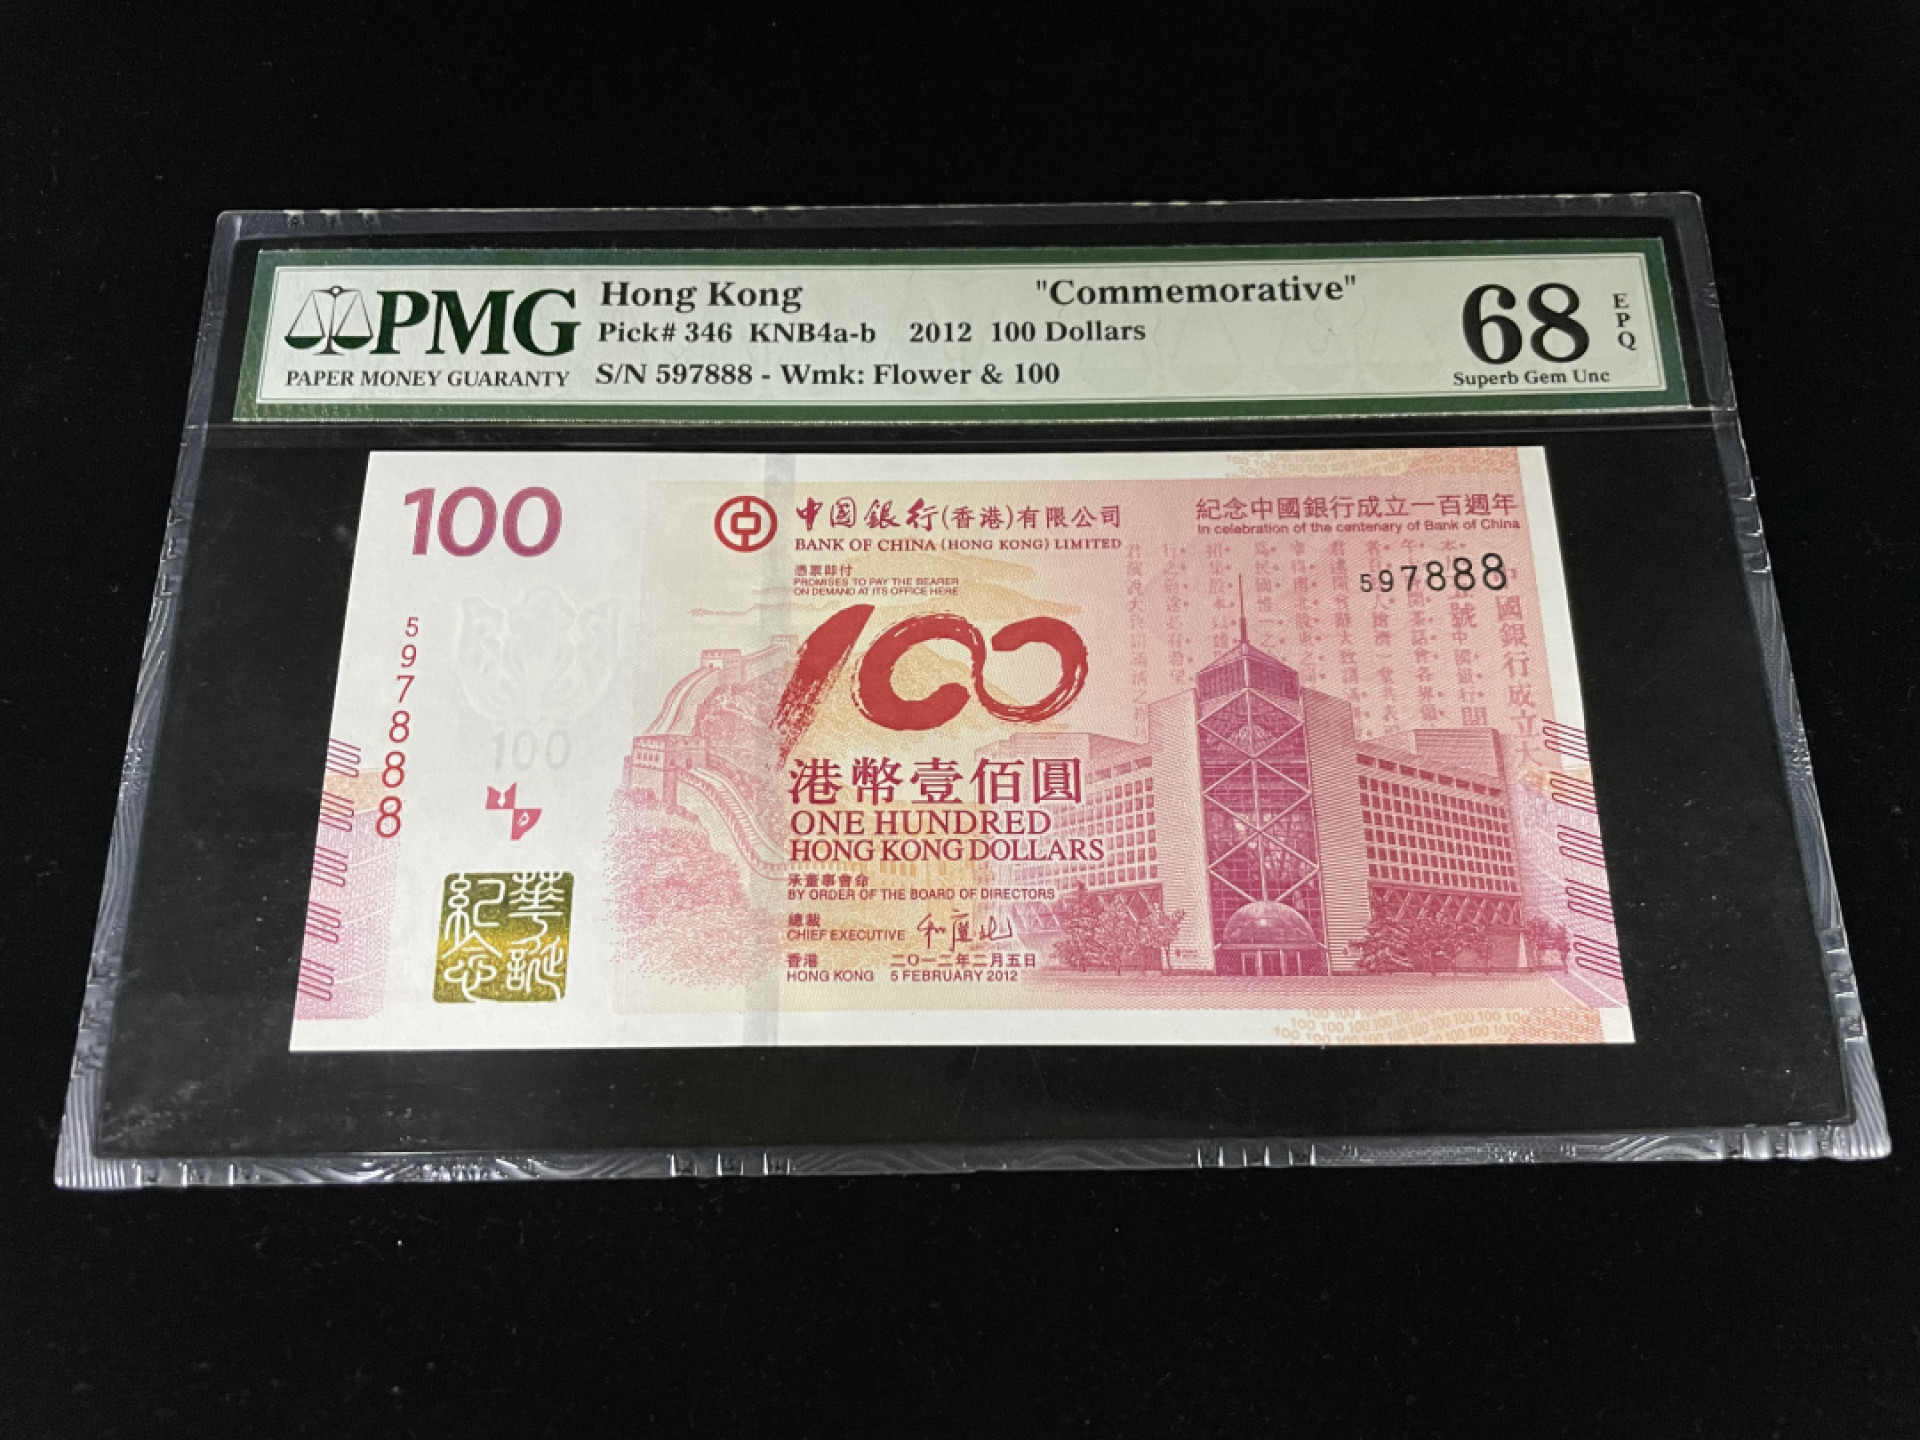 PMG
PAPER MONEY GUARANTY
Hong Kong "Commemorative"
Pick# 346 KNB4a-b 2012 100 Dollars
S/N 597888 - Wmk: Flower & 100
68
EPQ
Superb Gem Unc
100
中国銀行(香港)有限公司
BANK OF CHINA (HONG KONG) LIMITED
紀念中國銀行成立一百週年
In celebration of the centenary of Bank of China
憑票即付
PROMISES TO PAY THE BEARER
ON DEMAND AT ITS OFFICE HERE
597888
597888
100
100
港幣壹佰圓
ONE HUNDRED
HONG KONG DOLLARS
承董事會命
BY ORDER OF THE BOARD OF DIRECTORS
總裁
CHIEF EXECUTIVE
香港 二〇一二年二月五日
HONG KONG 5 FEBRUARY 2012
華誕
紀念